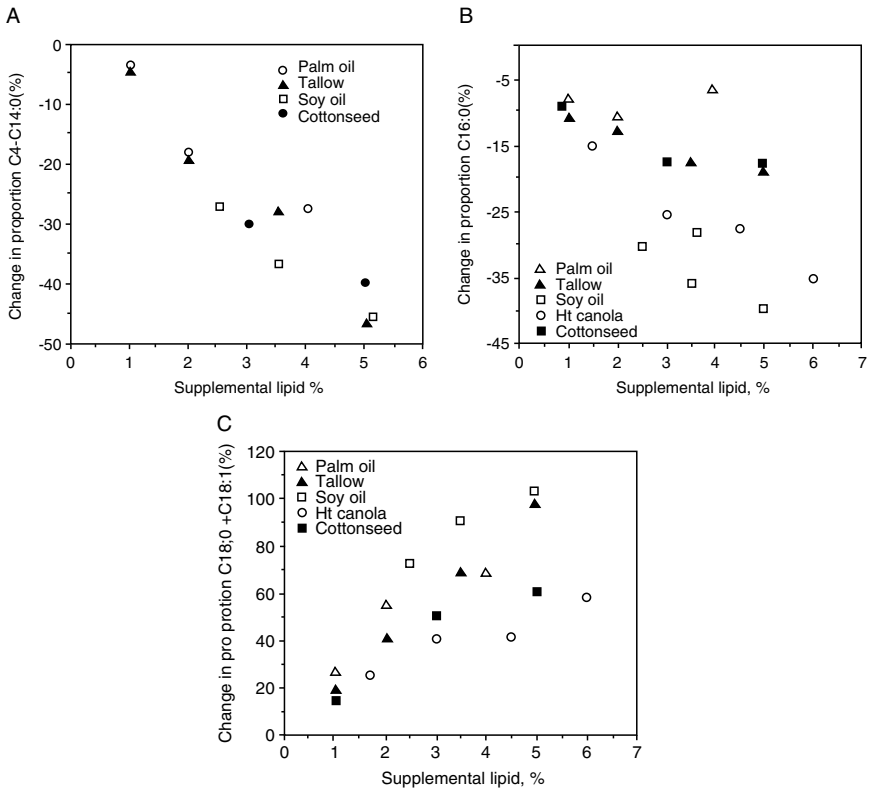 A
Change in proportion C4-C14:0(%)
0
-10
-20
-30
-40
-50
Palm oil
Tallow
Soy oil
Cottonseed
0 1 2 3 4 5 6
Supplemental lipid %
B
Change in proportion C16:0(%)
-5
-15
-25
-35
-45
Palm oil
Tallow
Soy oil
Ht canola
Cottonseed
0 1 2 3 4 5 6 7
Supplemental lipid, %
C
Change in pro protion C18;0 +C18:1(%)
120
100
80
60
40
20
0
Palm oil
Tallow
Soy oil
Ht canola
Cottonseed
0 1 2 3 4 5 6 7
Supplemental lipid, %